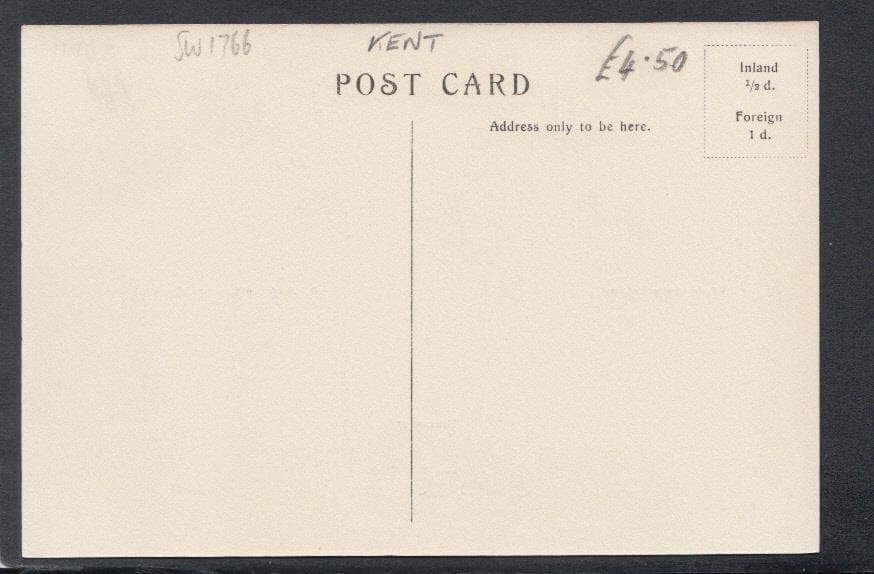 SW1766
KENT
£4.50
POST CARD
Address only to be here.
Inland
1/2 d.
Foreign
1 d.